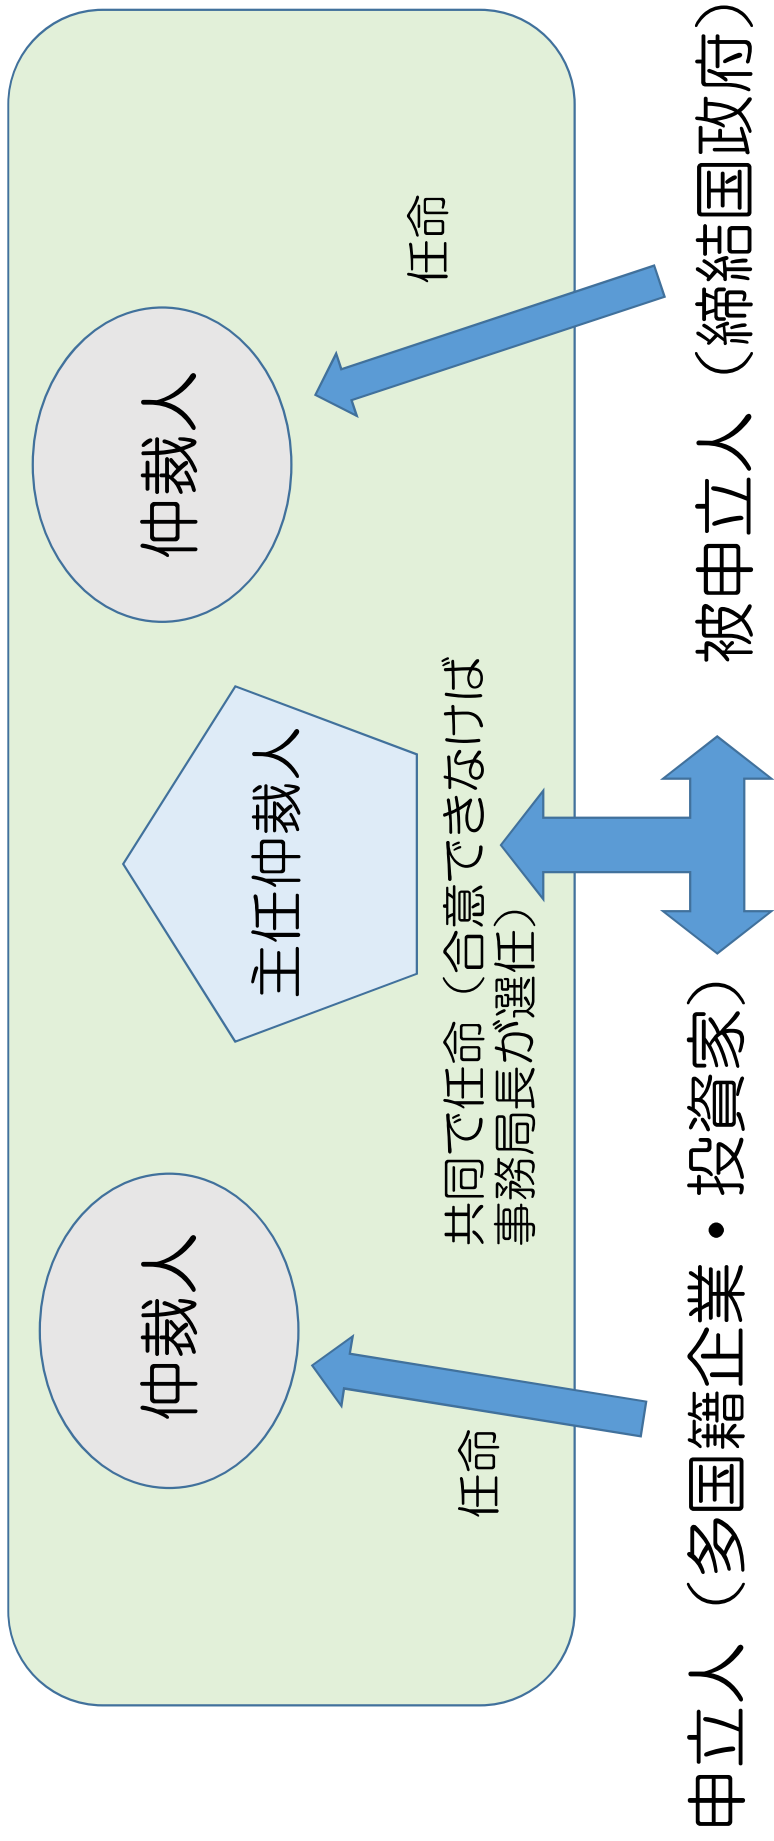 仲裁人
主任仲裁人
仲裁人
任命
共同で任命（合意できなければ
事務局長が選任）
任命
申立人（多国籍企業・投資家）
被申立人（締結国政府）